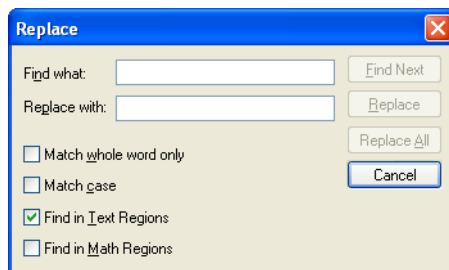 Replace
Find what:
Find Next
Replace with:
Replace
Replace All
Match whole word only
Cancel
Match case
Find in Text Regions
Find in Math Regions